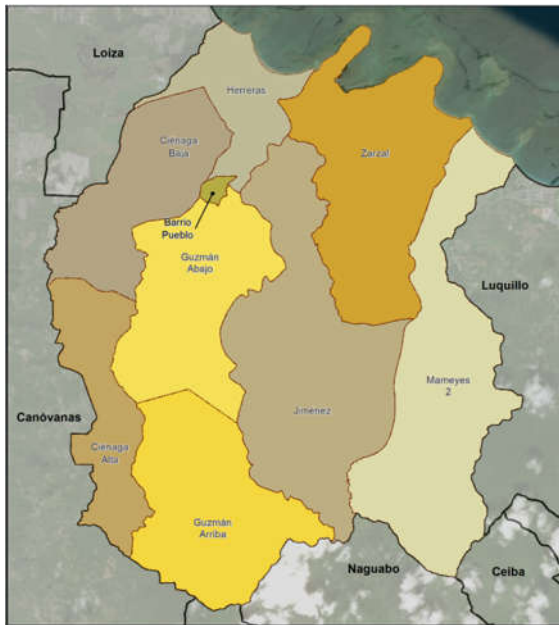 Loiza
Herreras
Cienaga
Baja
Zarzal
Barrio
Pueblo
Guzmán
Abajo
Luquillo
Mameyes
2
Canóvanas
Jiménez
Cienaga
Alta
Guzmán
Arriba
Naguabo
Ceiba